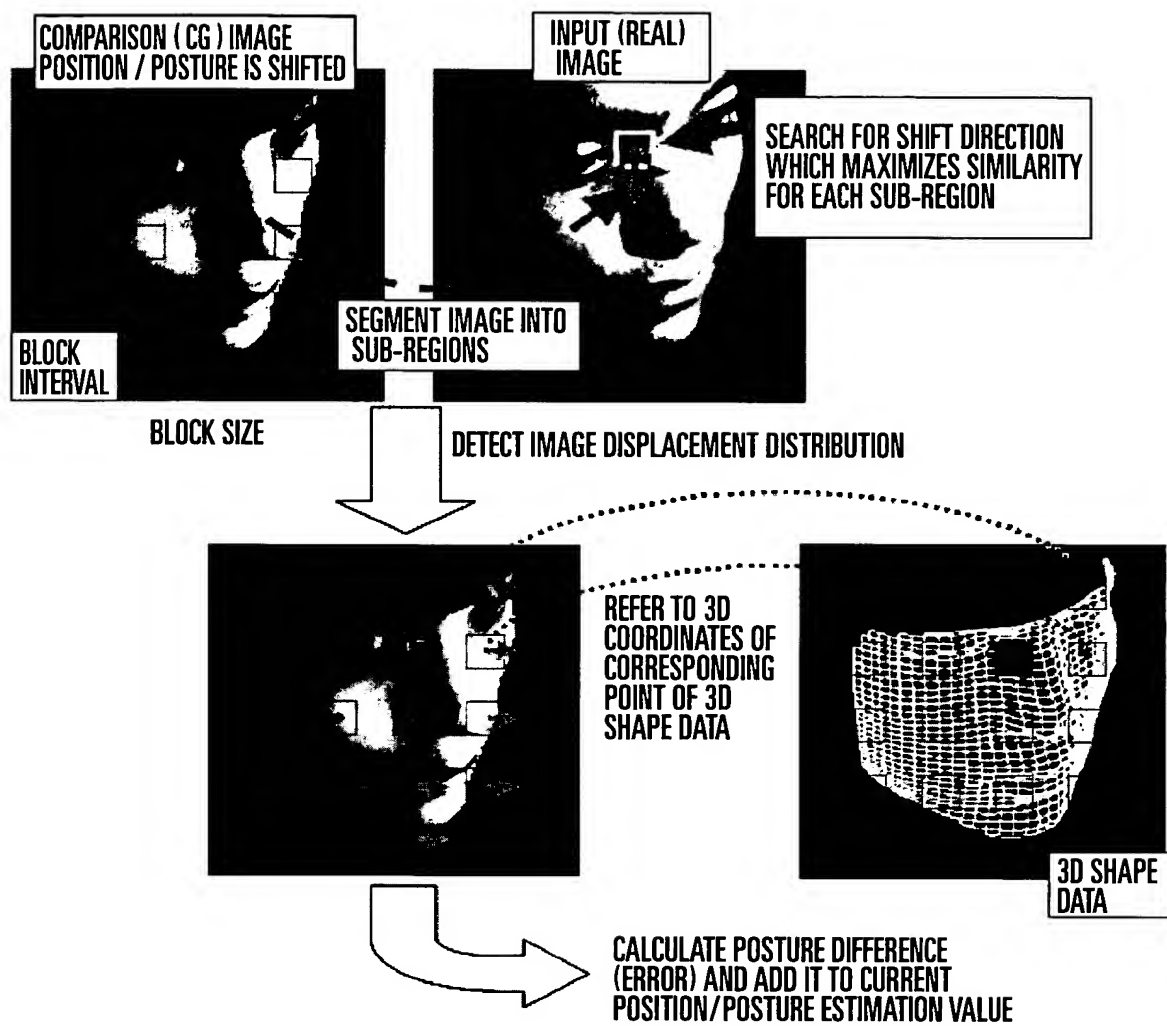 COMPARISON ( CG ) IMAGE
POSITION / POSTURE IS SHIFTED
INPUT (REAL)
IMAGE
SEARCH FOR SHIFT DIRECTION
WHICH MAXIMIZES SIMILARITY
FOR EACH SUB-REGION
SEGMENT IMAGE INTO
SUB-REGIONS
BLOCK
INTERVAL
BLOCK SIZE
DETECT IMAGE DISPLACEMENT DISTRIBUTION
REFER TO 3D
COORDINATES OF
CORRESPONDING
POINT OF 3D
SHAPE DATA
3D SHAPE
DATA
CALCULATE POSTURE DIFFERENCE
(ERROR) AND ADD IT TO CURRENT
POSITION/POSTURE ESTIMATION VALUE